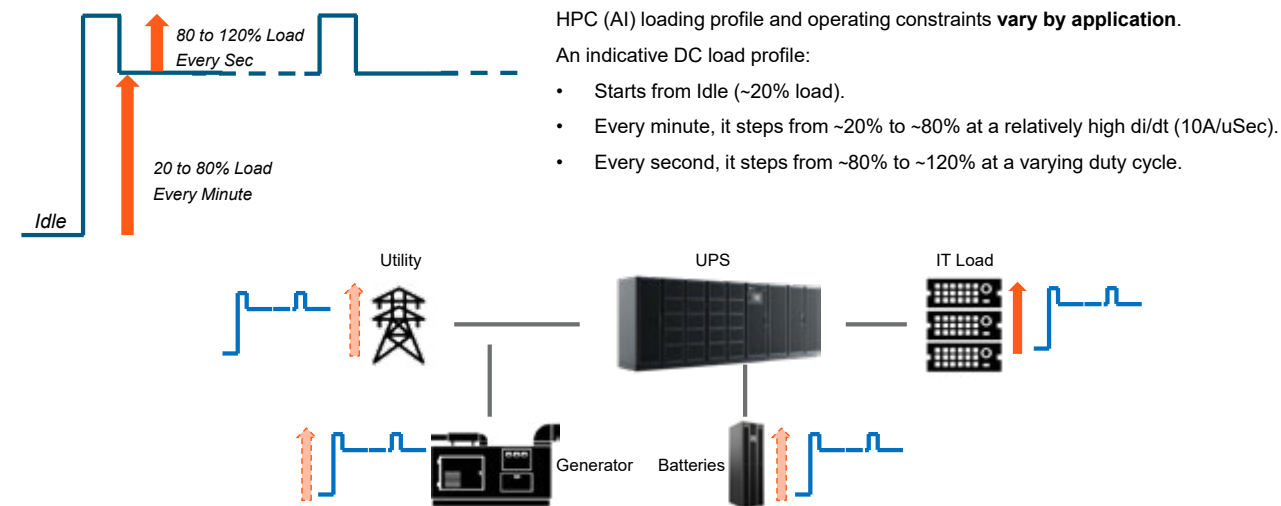 HPC (AI) loading profile and operating constraints vary by application.
An indicative DC load profile:
• Starts from Idle (~20% load).
• Every minute, it steps from ~20% to ~80% at a relatively high di/dt (10A/uSec).
• Every second, it steps from ~80% to ~120% at a varying duty cycle.
80 to 120% Load
Every Sec
20 to 80% Load
Every Minute
Idle
Utility
UPS
IT Load
Generator
Batteries